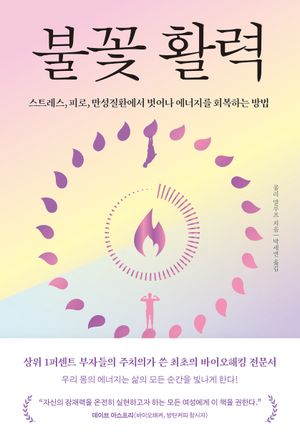 불꽃 활력
스트레스, 피로, 만성질환에서 벗어나 에너지를 회복하는 방법
몰리 말루프 지음 | 박세연 옮김
상위 1퍼센트 부자들의 주치의가 쓴 최초의 바이오해킹 전문서
우리 몸의 에너지는 삶의 모든 순간을 빛나게 한다!
“자신의 잠재력을 온전히 실현하고자 하는 모든 여성에게 이 책을 권한다.”
데이브 아스프리(바이오해커, 방탄커피 창시자)